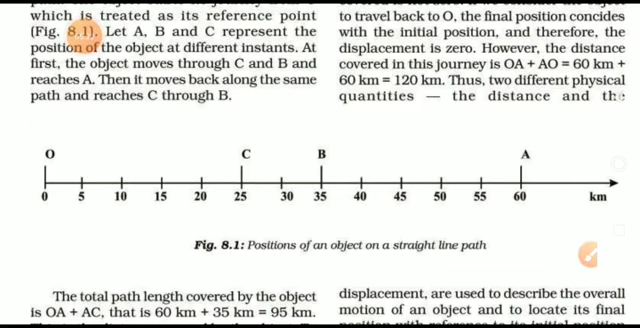 which is treated as its reference point
(Fig. 8.1). Let A, B and C represent the
position of the object at different instants. At
first, the object moves through C and B and
reaches A. Then it moves back along the same
path and reaches C through B.
to travel back to O, the final position concides
with the initial position, and therefore, the
displacement is zero. However, the distance
covered in this journey is OA + AO = 60 km +
60 km = 120 km. Thus, two different physical
quantities — the distance and the
O C B A
0 5 10 15 20 25 30 35 40 45 50 55 60 km
Fig. 8.1: Positions of an object on a straight line path
The total path length covered by the object
is OA + AC, that is 60 km + 35 km = 95 km.
displacement, are used to describe the overall
motion of an object and to locate its final